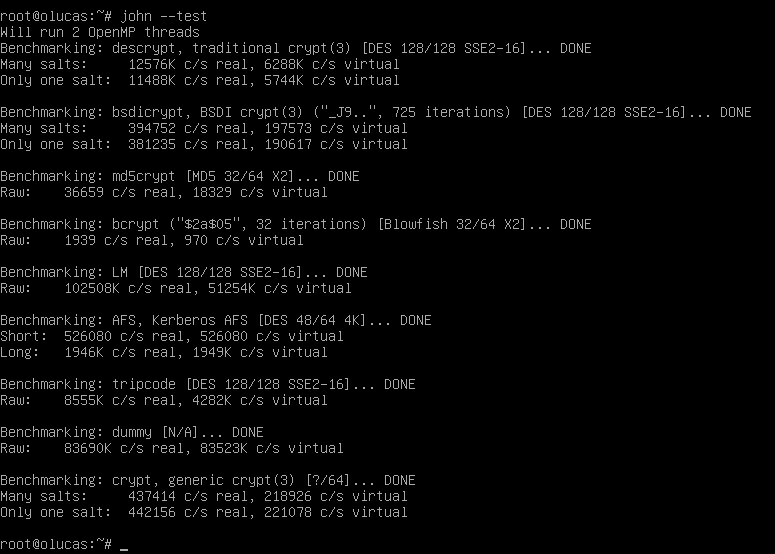 root@olucas:~# john --test
Will run 2 OpenMP threads
Benchmarking: descrypt, traditional crypt(3) [DES 128/128 SSE2-16]... DONE
Many salts:     12576K c/s real, 6288K c/s virtual
Only one salt:  11488K c/s real, 5744K c/s virtual

Benchmarking: bsdicrypt, BSDI crypt(3) ("_J9..", 725 iterations) [DES 128/128 SSE2-16]... DONE
Many salts:     394752 c/s real, 197573 c/s virtual
Only one salt:  381235 c/s real, 190617 c/s virtual

Benchmarking: md5crypt [MD5 32/64 X2]... DONE
Raw:    36659 c/s real, 18329 c/s virtual

Benchmarking: bcrypt ("$2a$05", 32 iterations) [Blowfish 32/64 X2]... DONE
Raw:    1939 c/s real, 970 c/s virtual

Benchmarking: LM [DES 128/128 SSE2-16]... DONE
Raw:    102508K c/s real, 51254K c/s virtual

Benchmarking: AFS, Kerberos AFS [DES 48/64 4K]... DONE
Short:  526080 c/s real, 526080 c/s virtual
Long:   1946K c/s real, 1949K c/s virtual

Benchmarking: tripcode [DES 128/128 SSE2-16]... DONE
Raw:    8555K c/s real, 4282K c/s virtual

Benchmarking: dummy [N/A]... DONE
Raw:    83690K c/s real, 83523K c/s virtual

Benchmarking: crypt, generic crypt(3) [?/64]... DONE
Many salts:     437414 c/s real, 218926 c/s virtual
Only one salt:  442156 c/s real, 221078 c/s virtual

root@olucas:~# _